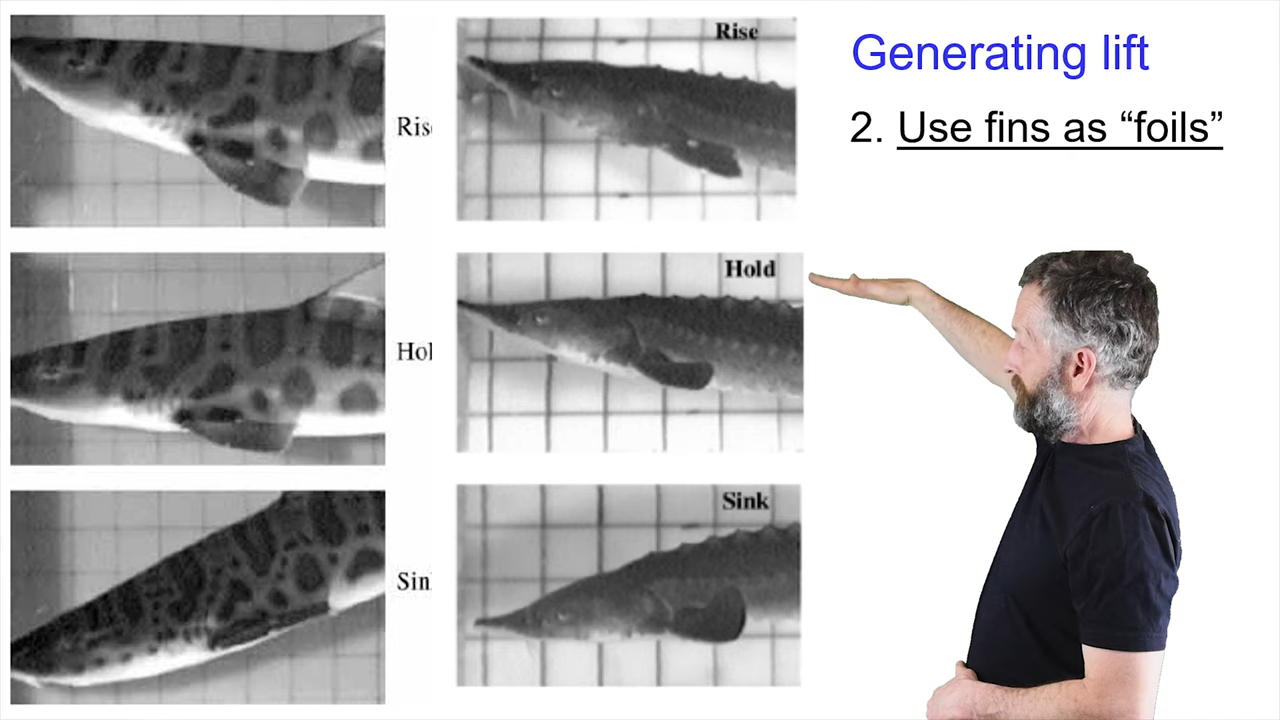 Generating lift
2. Use fins as “foils”
Rise
Hold
Sink